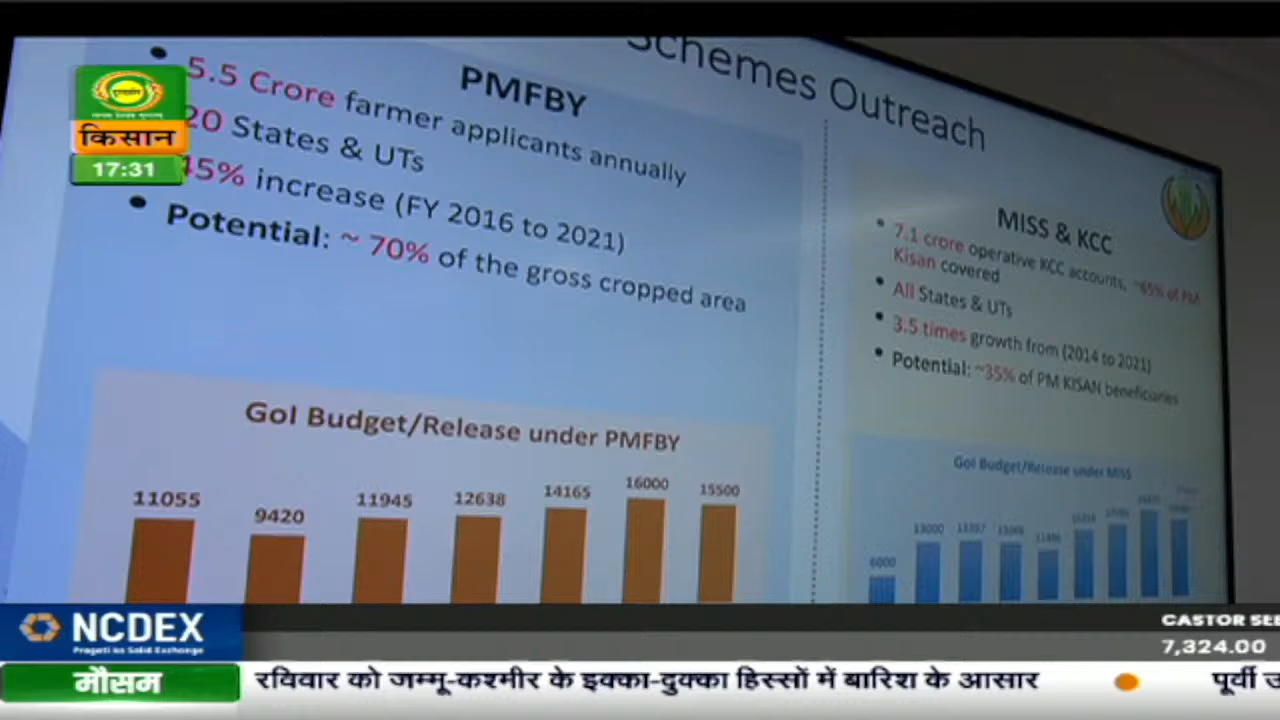 Schemes Outreach
PMFBY
5.5 Crore farmer applicants annually
20 States & UTs
45% increase (FY 2016 to 2021)
Potential: ~ 70% of the gross cropped area
GoI Budget/Release under PMFBY
11055
9420
11945
12638
14165
16000
15500
MISS & KCC
7.1 crore operative KCC accounts, ~65% of PM
Kisan covered
All States & UTs
3.5 times growth from (2014 to 2021)
Potential: ~35% of PM KISAN beneficiaries
GoI Budget/Release under MISS
6000
13000
किसान
17:31
NCDEX
Pragati ka Solid Exchange
CASTOR SEE
7,324.00
मौसम
रविवार को जम्मू-कश्मीर के इक्का-दुक्का हिस्सों में बारिश के आसार
पूर्वी